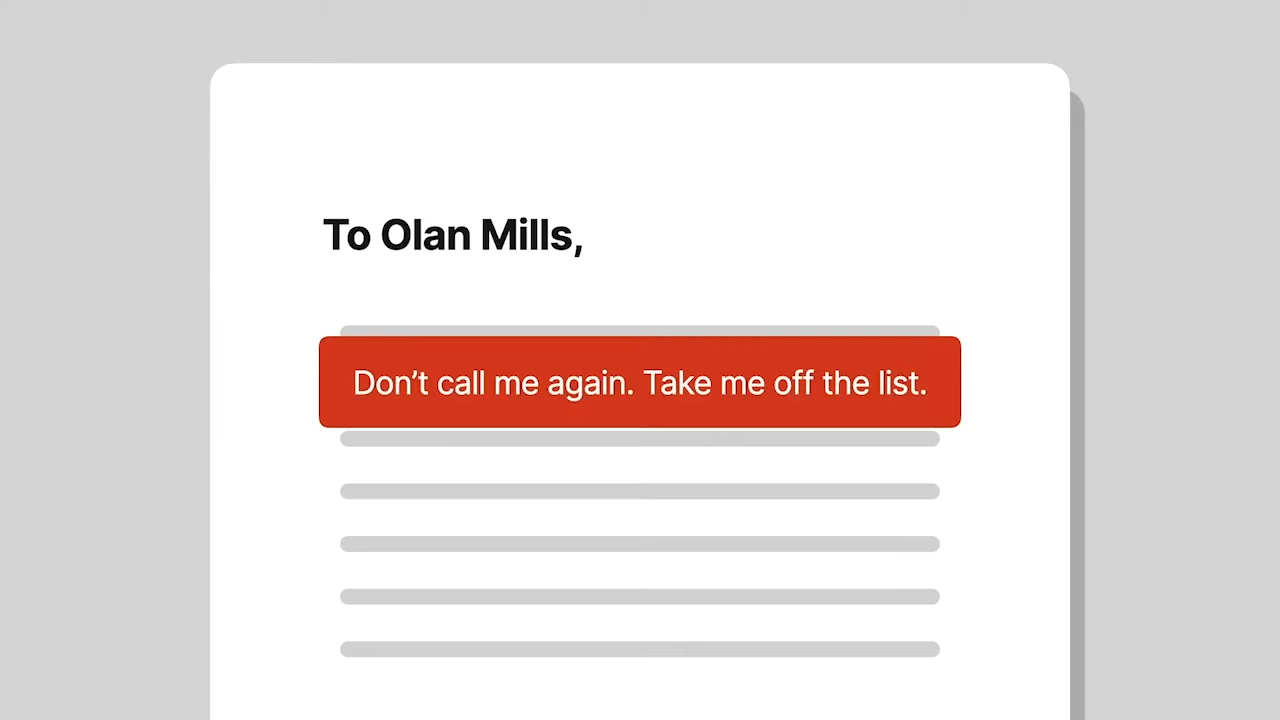 To Olan Mills,
Don’t call me again. Take me off the list.